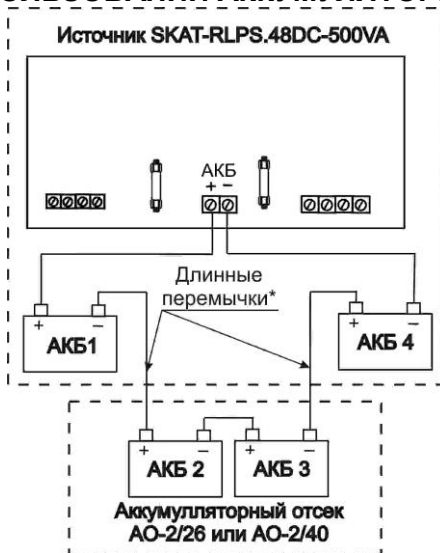 Источник SKAT-RLPS.48DC-500VA
АКБ
+ −
Длинные
перемычки*
+ − + −
АКБ1 АКБ 4
+ − + −
АКБ 2 АКБ 3
Аккумулляторный отсек
АО-2/26 или АО-2/40